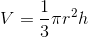 V = \frac{1}{3}\pi r^2 h